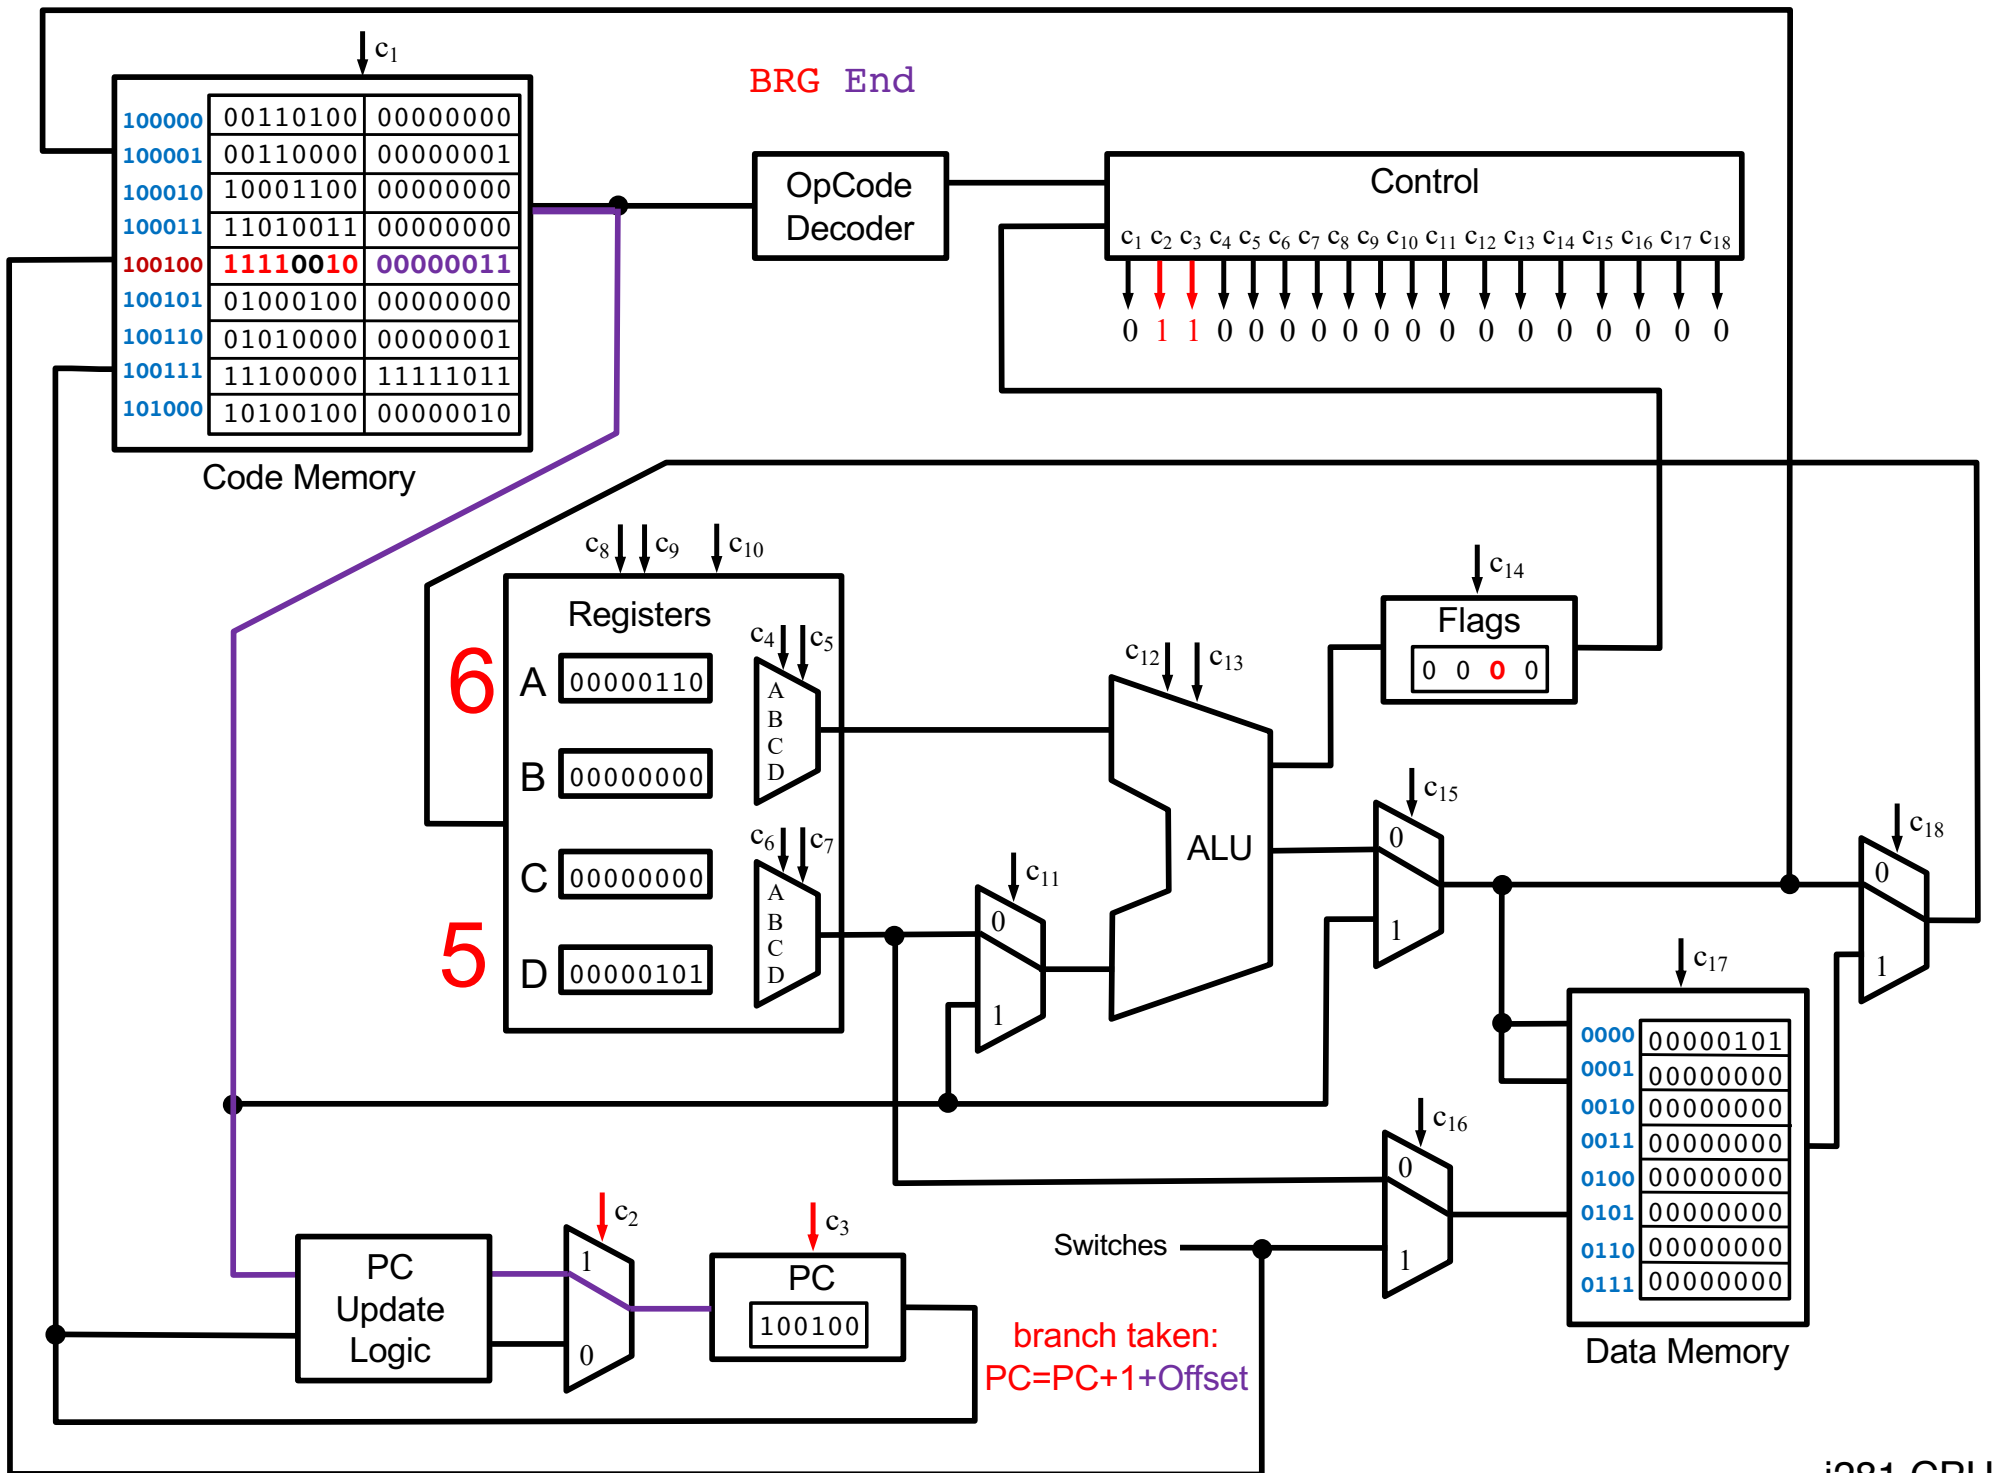 c1
BRG End
100000 00110100 00000000
100001 00110000 00000001
100010 10001100 00000000
100011 11010011 00000000
100100 11110010 00000011
100101 01000100 00000000
100110 01010000 00000001
100111 11100000 11111011
101000 10100100 00000010
Code Memory
OpCode
Decoder
Control
c1 c2 c3 c4 c5 c6 c7 c8 c9 c10 c11 c12 c13 c14 c15 c16 c17 c18
0 1 1 0 0 0 0 0 0 0 0 0 0 0 0 0 0 0
c8 c9 c10
Registers
6
A 00000110
B 00000000
C 00000000
5
D 00000101
c4 c5
A
B
C
D
c6 c7
A
B
C
D
c11
0
1
c12 c13
ALU
c14
Flags
0 0 0 0
c15
0
1
c18
0
1
c17
0000 00000101
0001 00000000
0010 00000000
0011 00000000
0100 00000000
0101 00000000
0110 00000000
0111 00000000
Data Memory
c16
0
1
Switches
PC
Update
Logic
c2
1
0
c3
PC
100100
branch taken:
PC=PC+1+Offset
i281 CPU